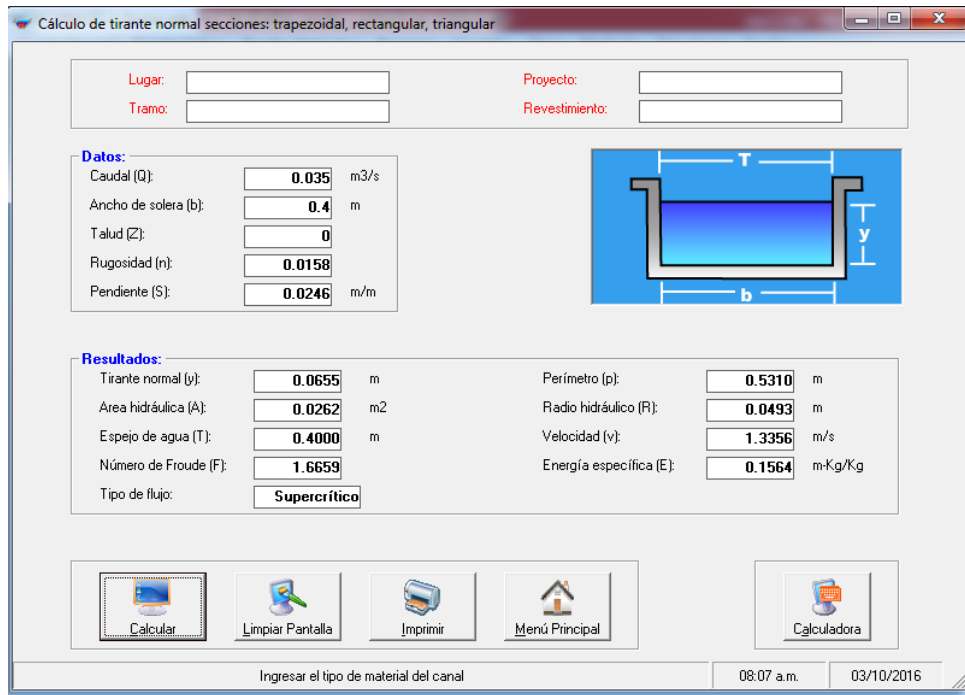 Cálculo de tirante normal secciones: trapezoidal, rectangular, triangular
Lugar: Proyecto:
Tramo: Revestimiento:
Datos:
Caudal (Q): 0.035 m3/s
Ancho de solera (b): 0.4 m
Talud (Z): 0
Rugosidad (n): 0.0158
Pendiente (S): 0.0246 m/m
T
y
b
Resultados:
Tirante normal (y): 0.0655 m Perímetro (p): 0.5310 m
Area hidráulica (A): 0.0262 m2 Radio hidráulico (R): 0.0493 m
Espejo de agua (T): 0.4000 m Velocidad (v): 1.3356 m/s
Número de Froude (F): 1.6659 Energía específica (E): 0.1564 m-Kg/Kg
Tipo de flujo: Supercrítico
Calcular Limpiar Pantalla Imprimir Menú Principal Calculadora
Ingresar el tipo de material del canal 08:07 a.m. 03/10/2016